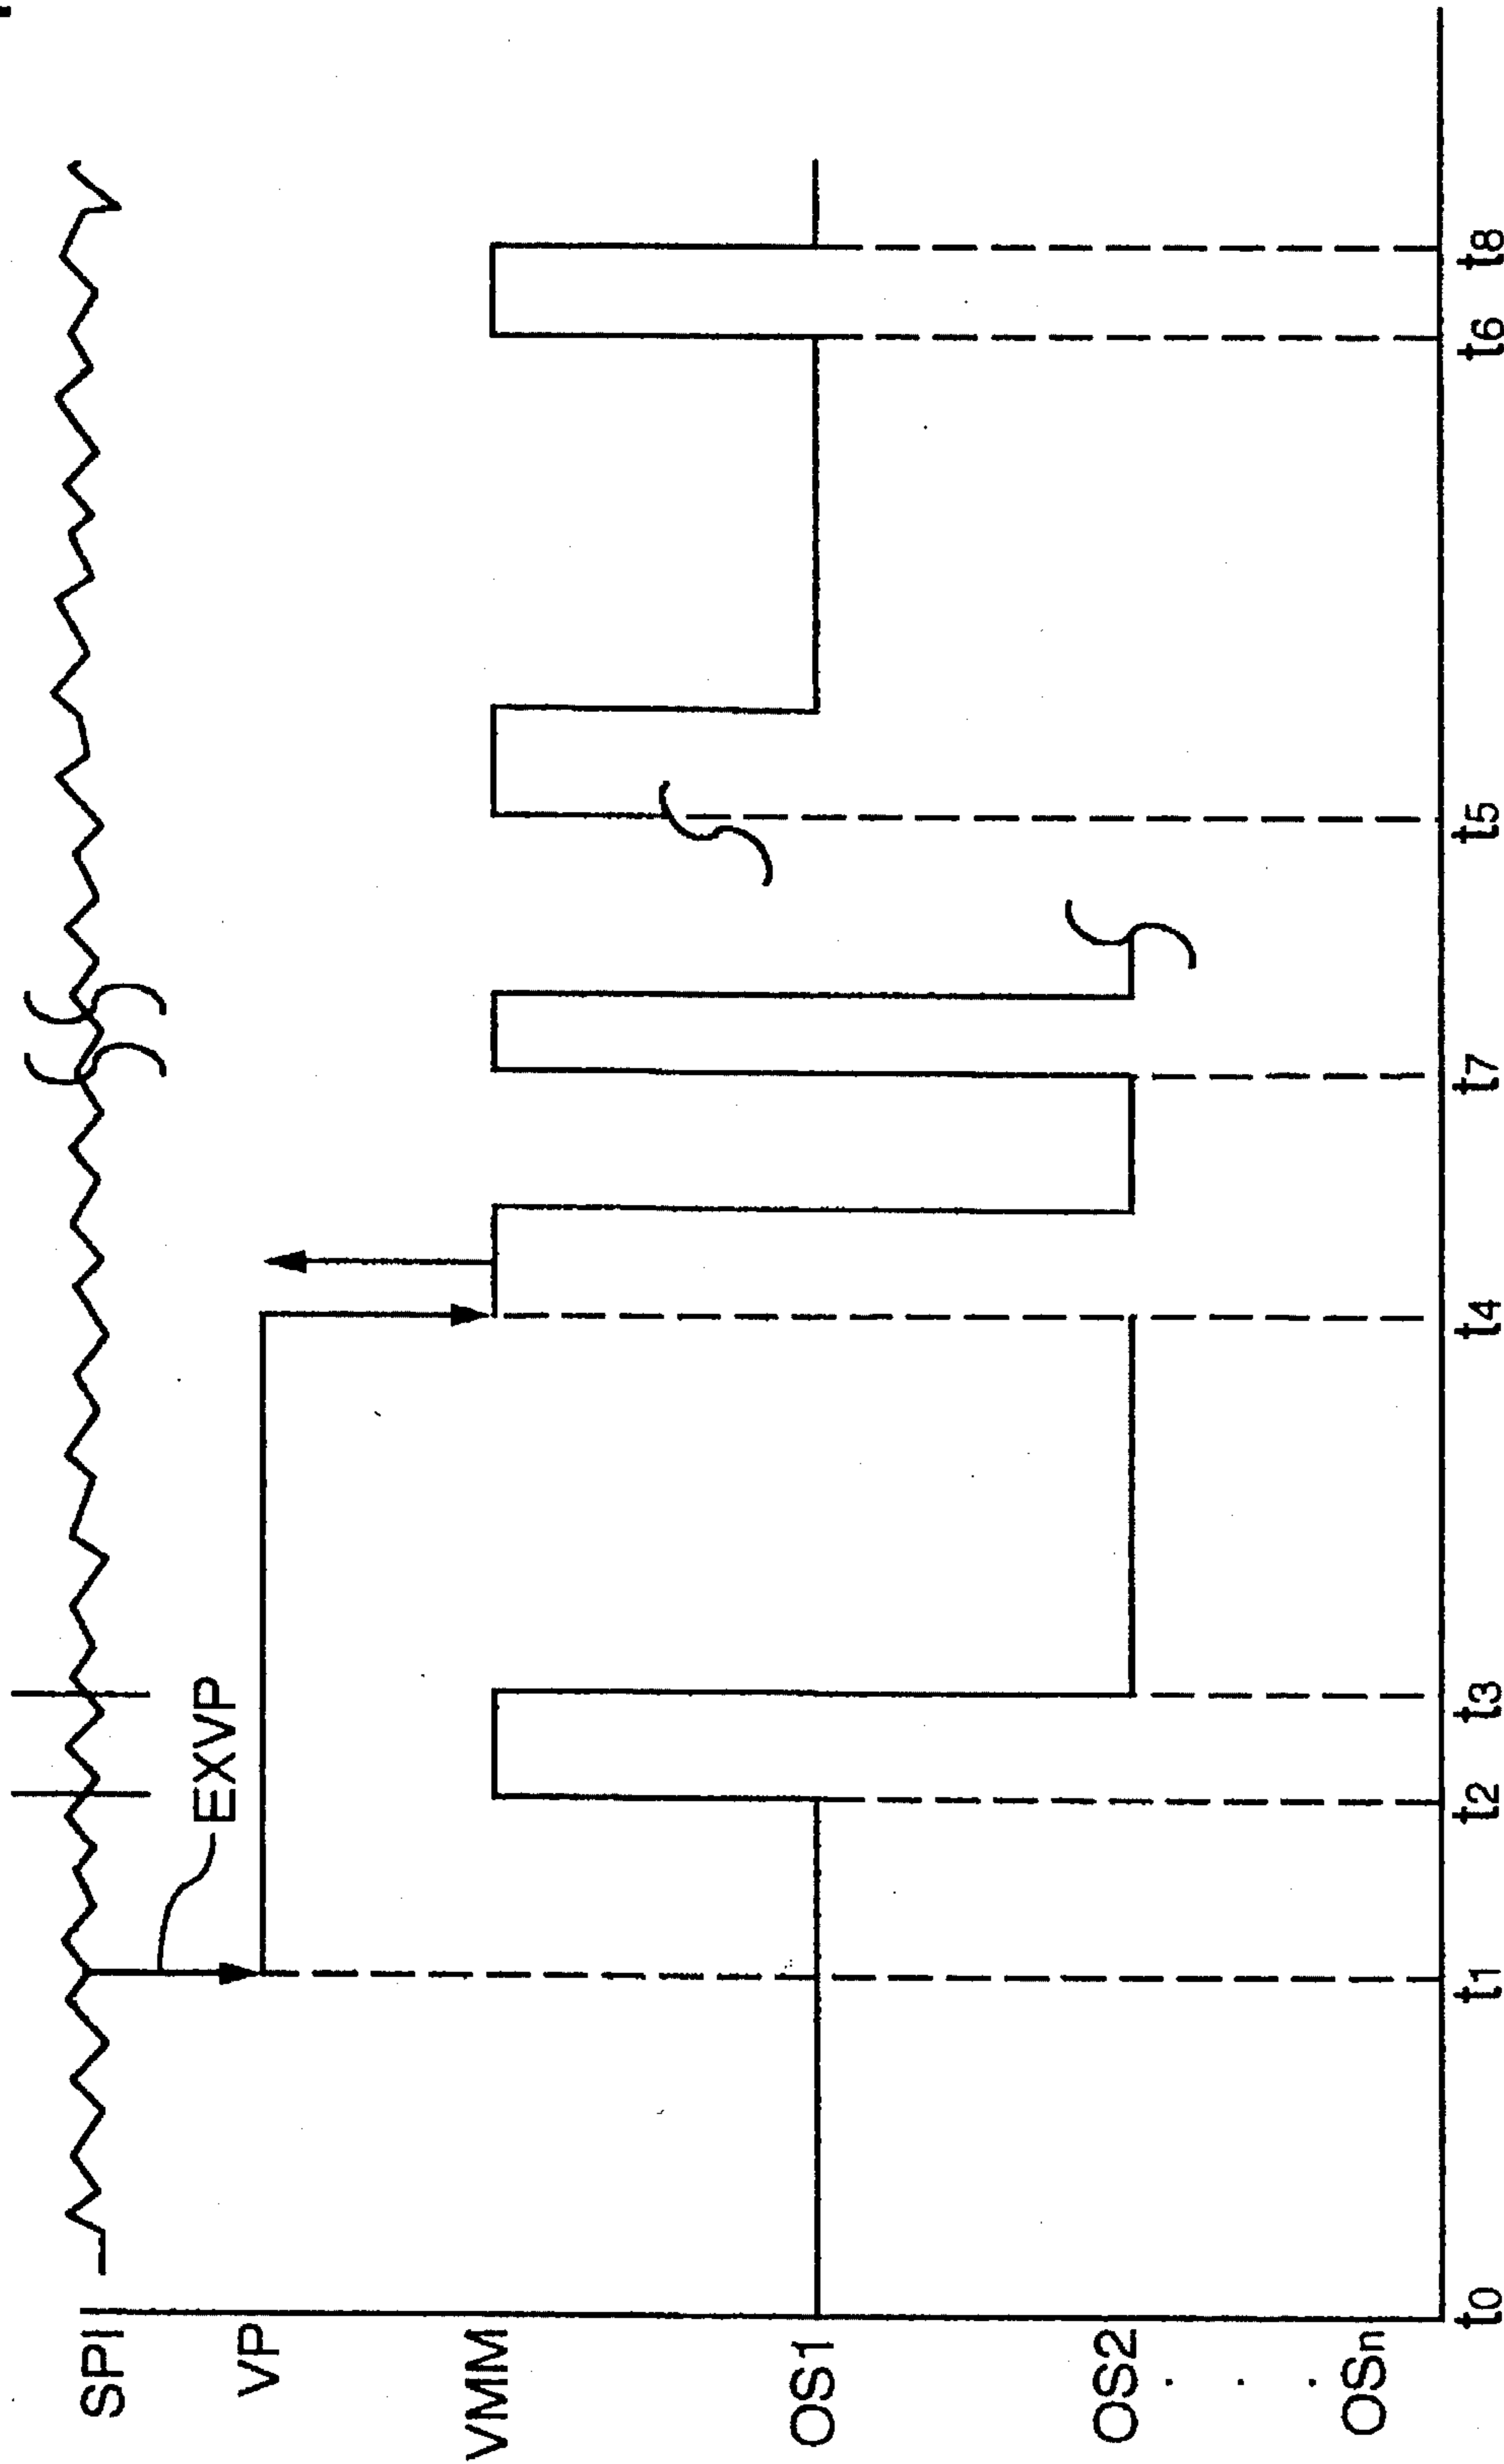 SPI
EXVP
VP
VMM
OS1
OS2
.
.
.
OSn
t0
t1
t2
t3
t4
t7
t5
t6
t8